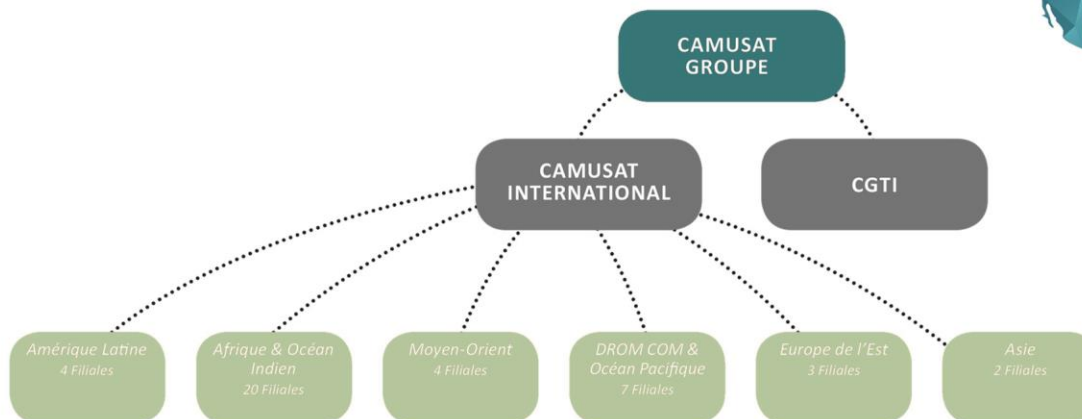 CAMUSAT
GROUPE
CAMUSAT
INTERNATIONAL
CGTI
Amérique Latine
4 Filiales
Afrique & Océan
Indien
20 Filiales
Moyen-Orient
4 Filiales
DROM COM &
Océan Pacifique
7 Filiales
Europe de l'Est
3 Filiales
Asie
2 Filiales